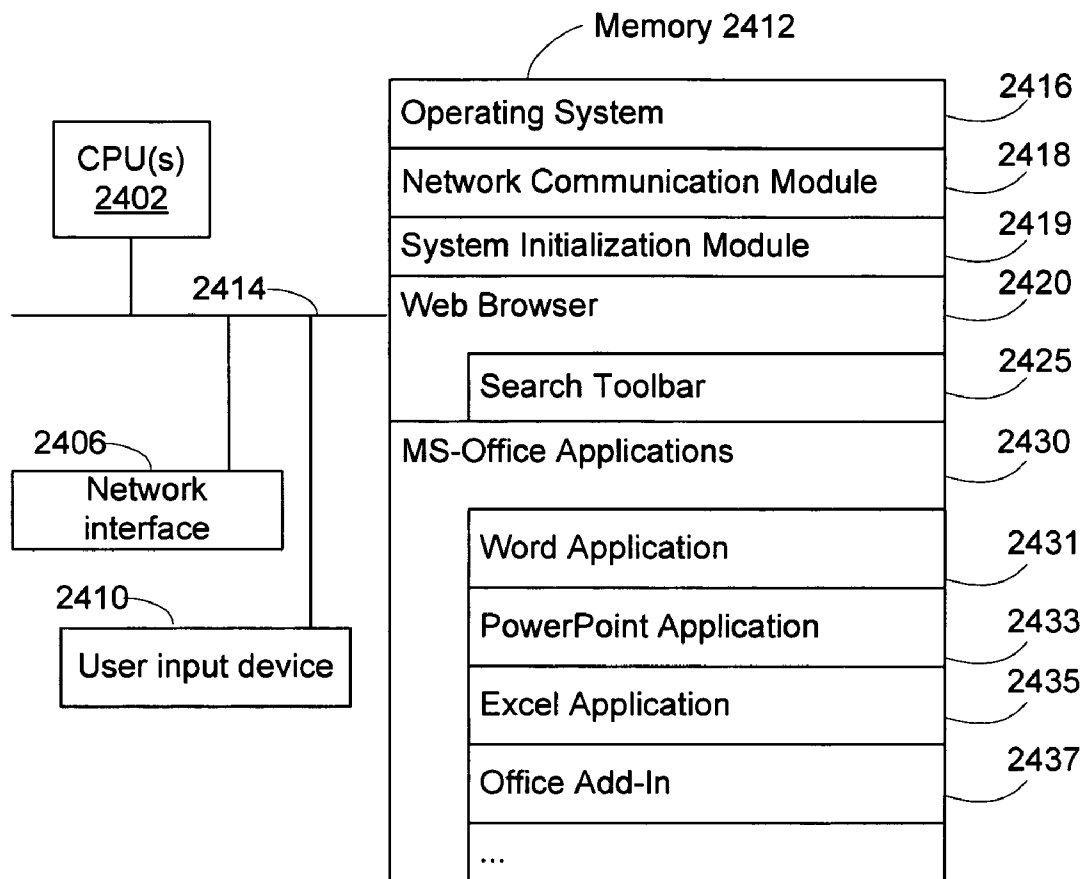 Memory 2412
Operating System
2416
CPU(s)
2402
Network Communication Module
2418
System Initialization Module
2419
2414
Web Browser
2420
Search Toolbar
2425
2406
Network
interface
MS-Office Applications
2430
Word Application
2431
2410
User input device
PowerPoint Application
2433
Excel Application
2435
Office Add-In
2437
...